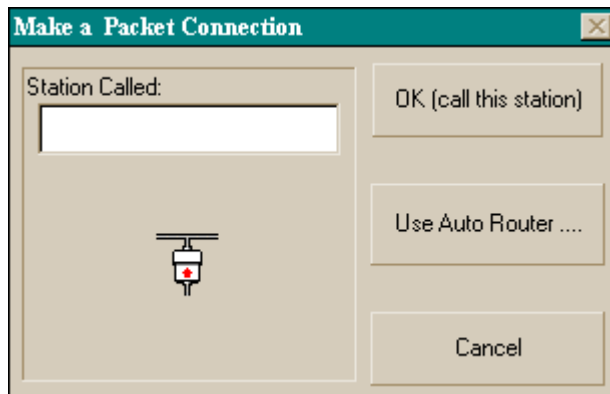 Make a Packet Connection
Station Called:
OK (call this station)
Use Auto Router ....
Cancel